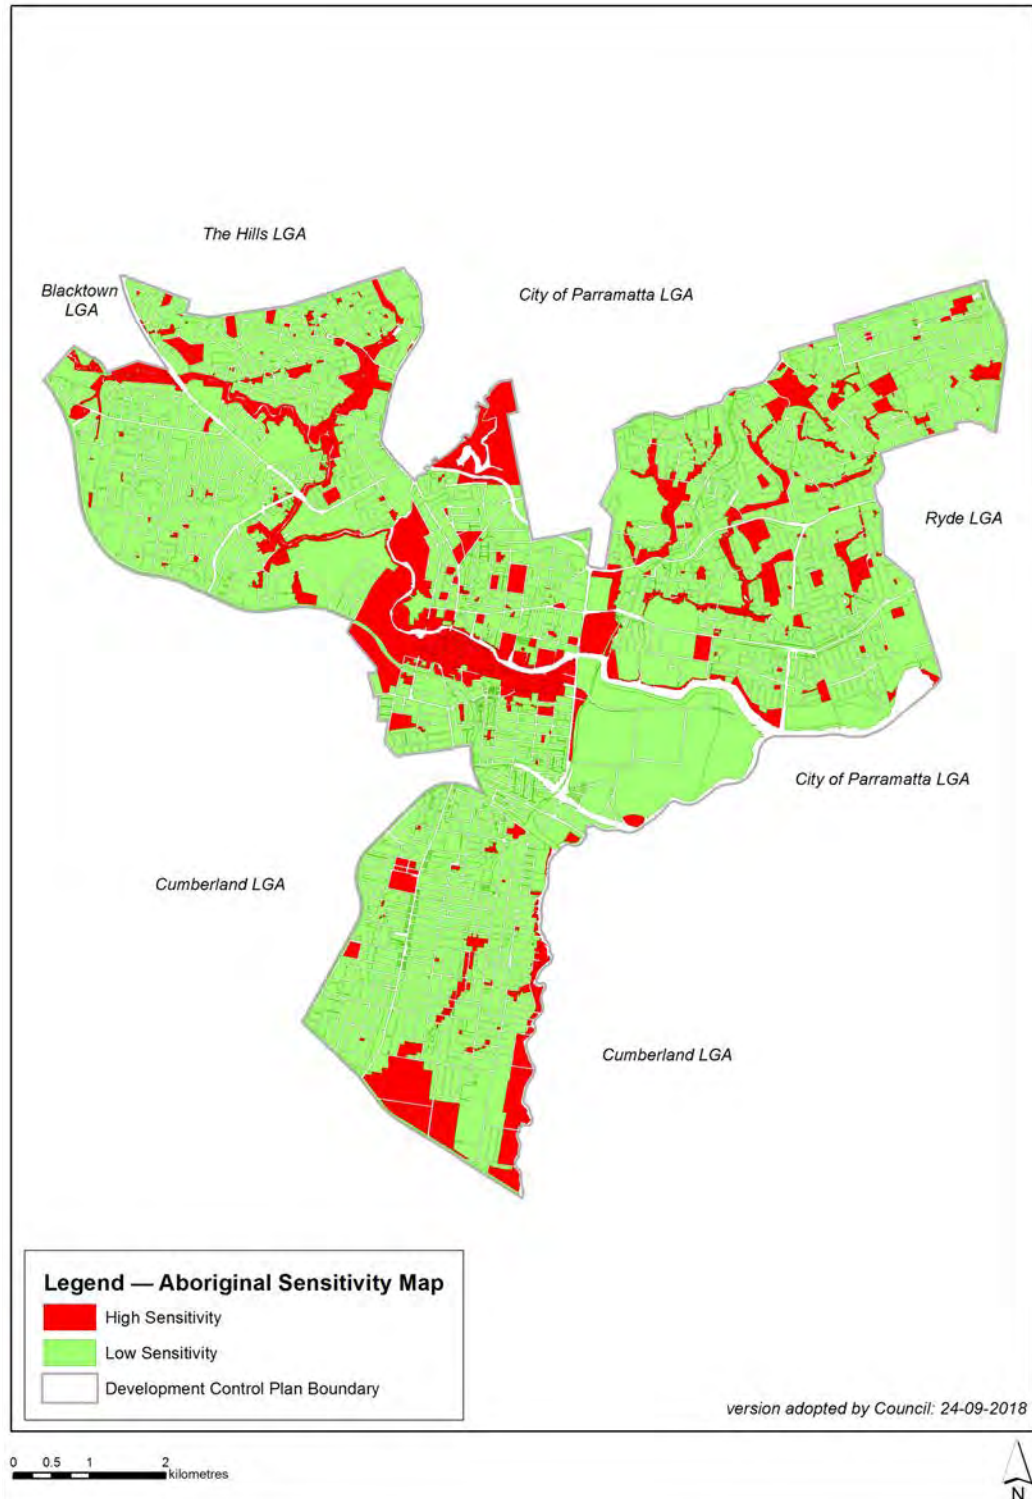 The Hills LGA
Blacktown
LGA
City of Parramatta LGA
Ryde LGA
City of Parramatta LGA
Cumberland LGA
Cumberland LGA
Legend — Aboriginal Sensitivity Map
High Sensitivity
Low Sensitivity
Development Control Plan Boundary
version adopted by Council: 24-09-2018
0 0.5 1 2
kilometres
N